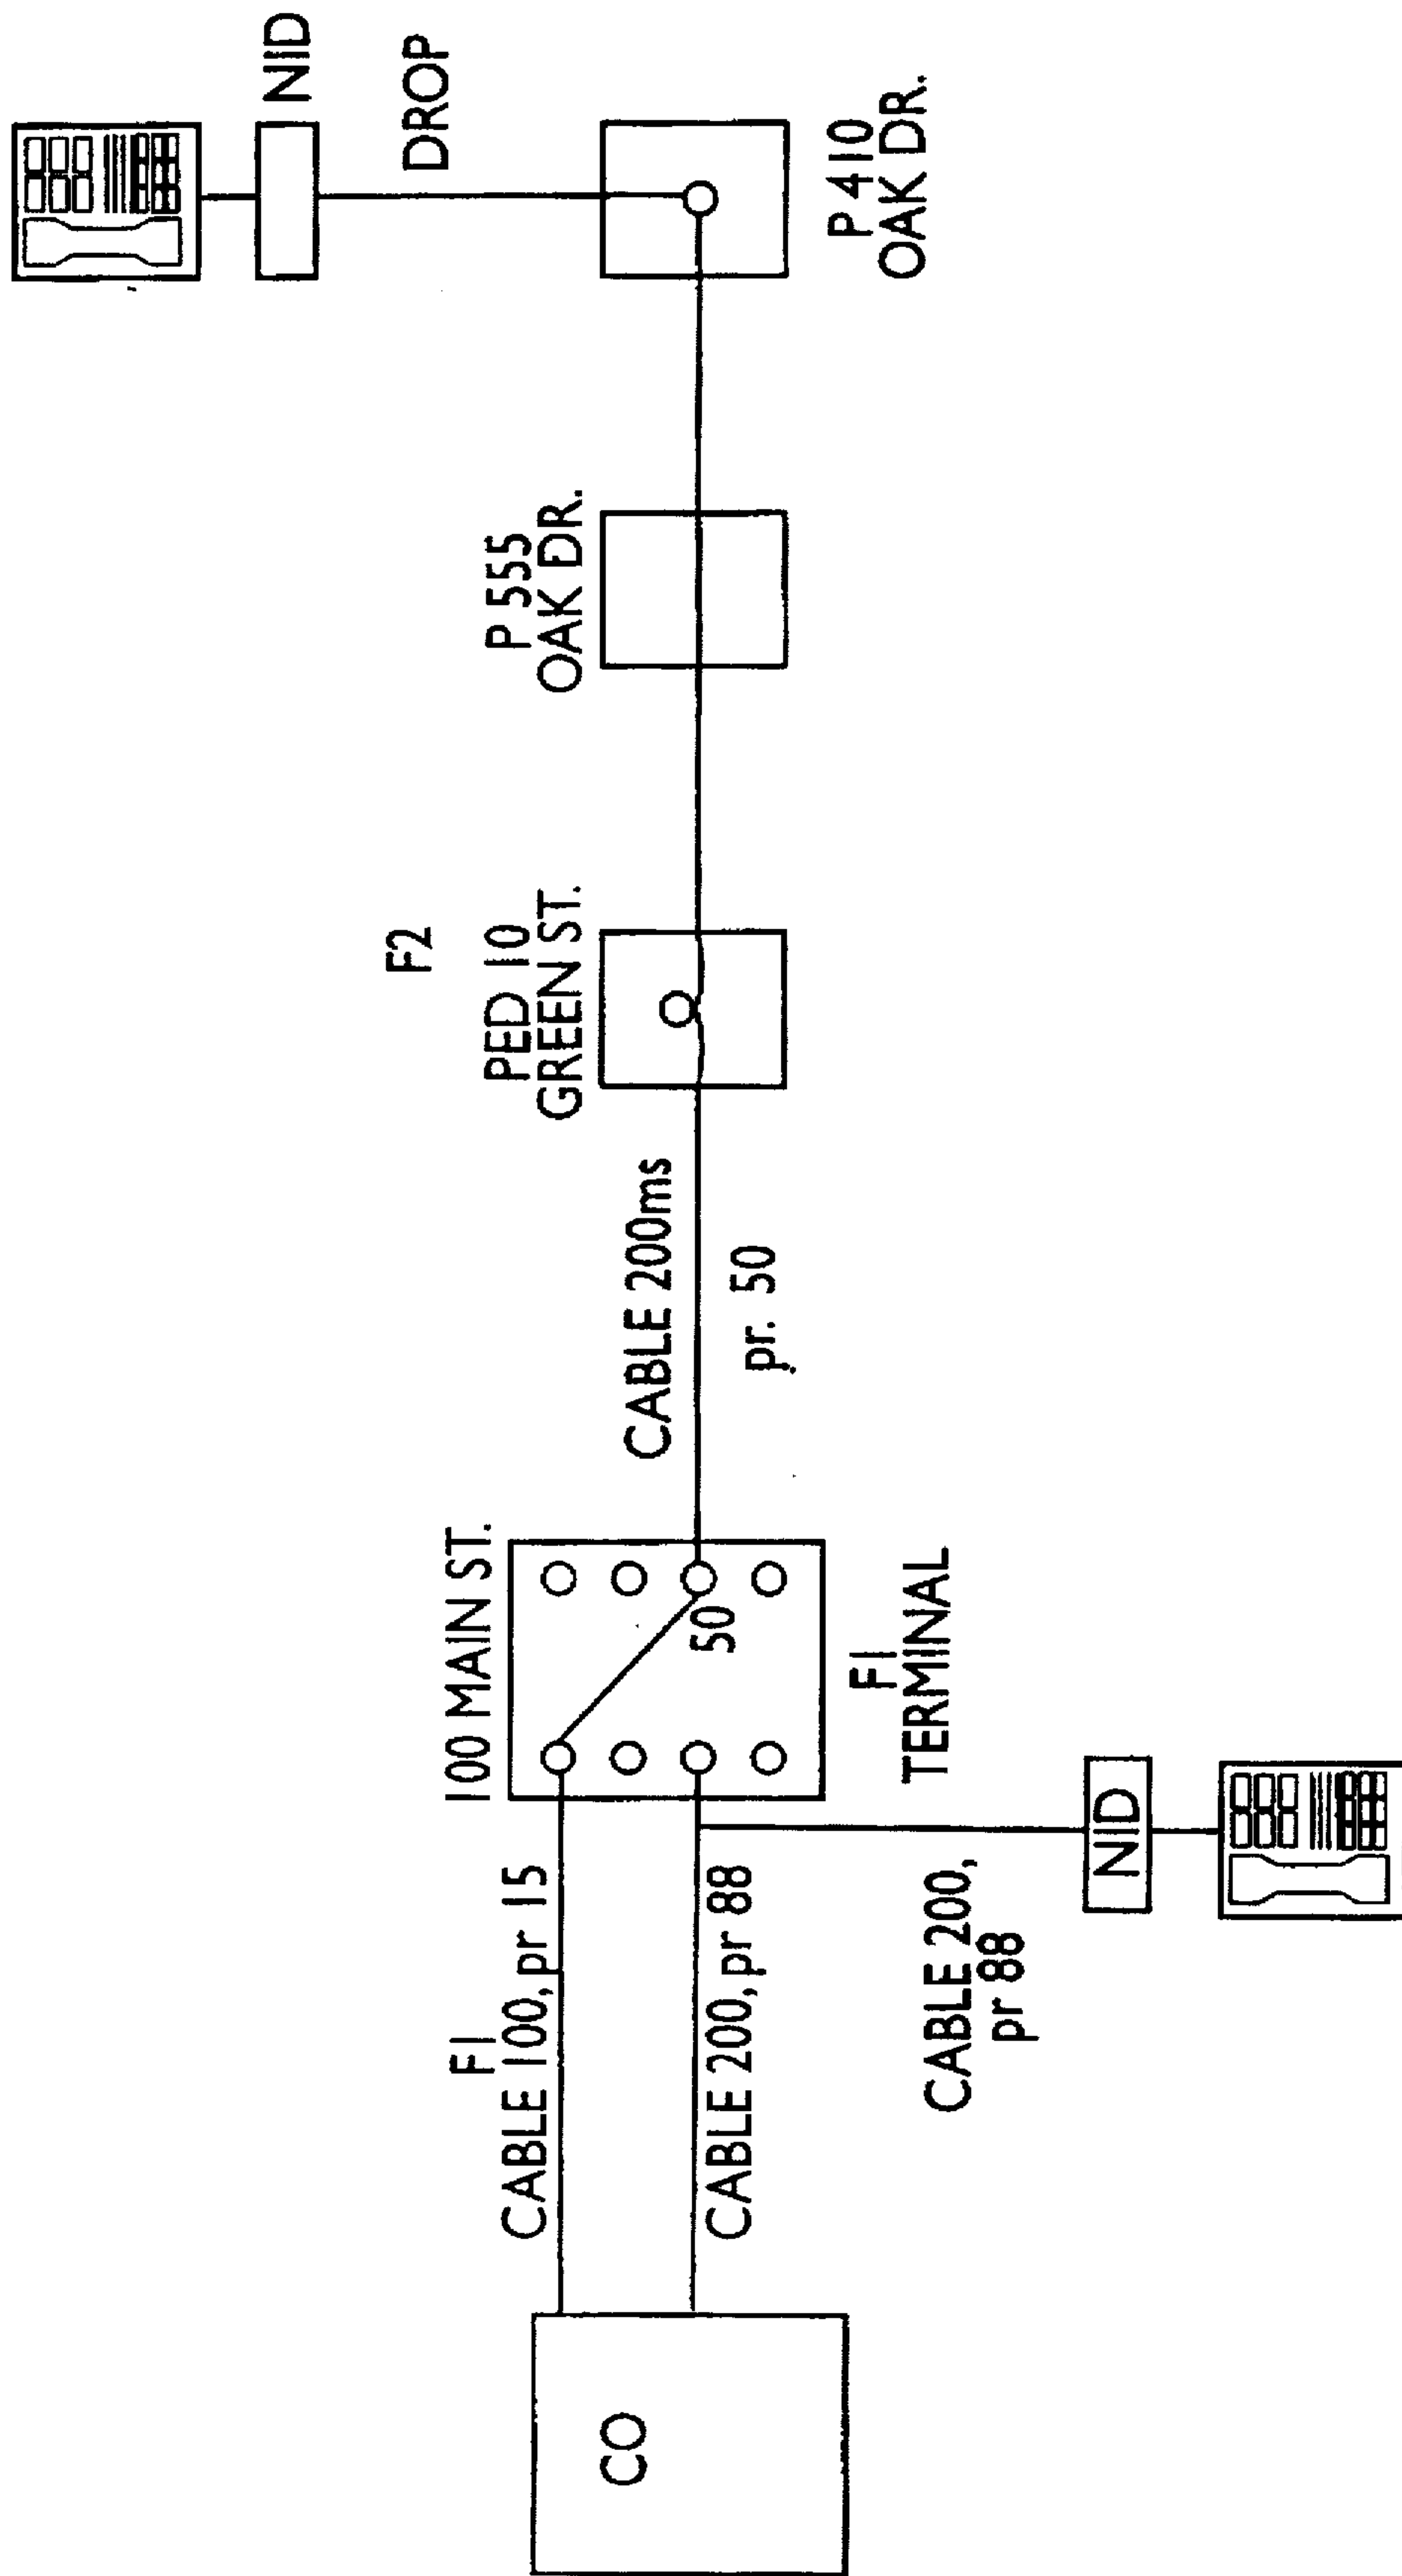 CO
F1
CABLE 100, pr 15
CABLE 200, pr 88
CABLE 200,
pr 88
NID
100 MAIN ST.
50
F1
TERMINAL
CABLE 200ms
pr. 50
F2
PED 10
GREEN ST.
P 555
OAK DR.
P 410
OAK DR.
DROP
NID